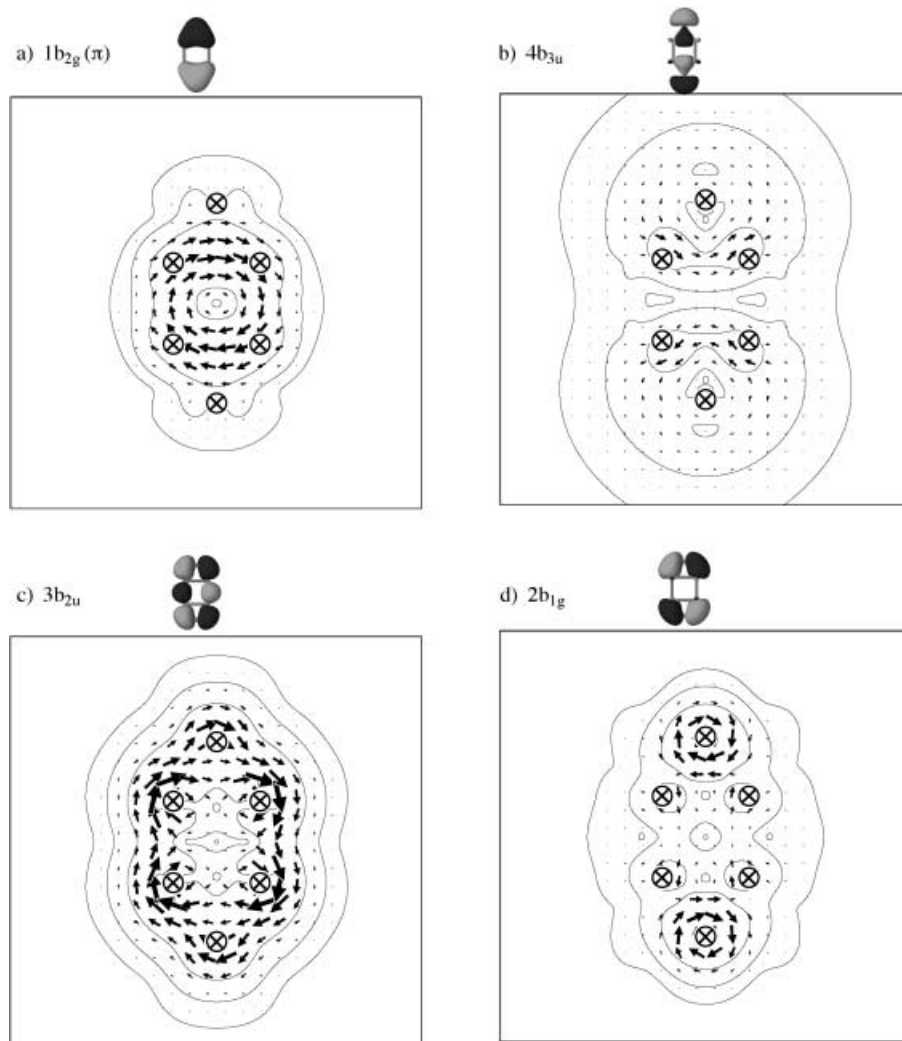 a) 1b₂g (π)
b) 4b₃ᵤ
c) 3b₂ᵤ
d) 2b₁g